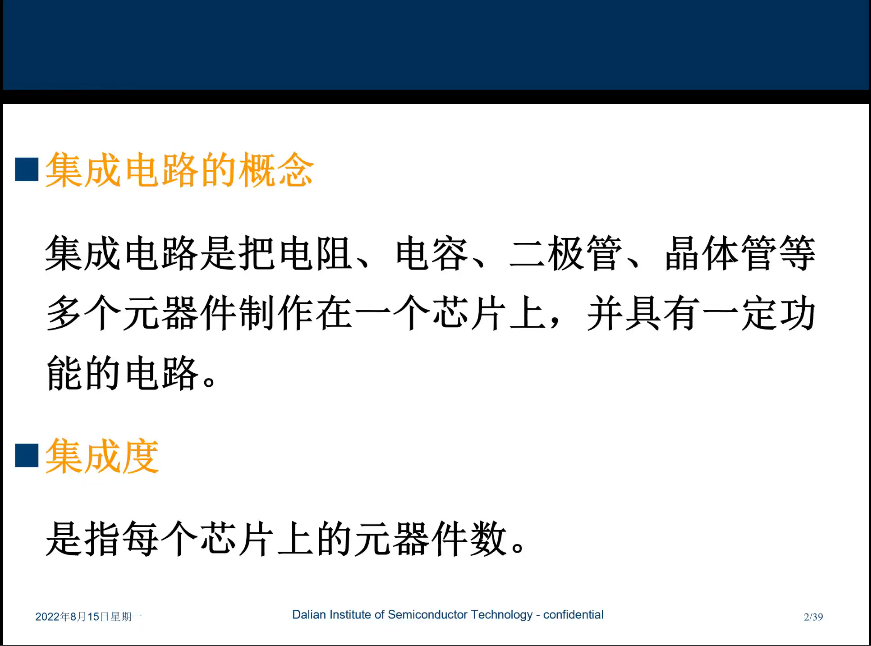 集成电路的概念
集成电路是把电阻、电容、二极管、晶体管等
多个元器件制作在一个芯片上，并具有一定功
能的电路。
集成度
是指每个芯片上的元器件数。
2022年8月15日星期一
Dalian Institute of Semiconductor Technology - confidential
2/39